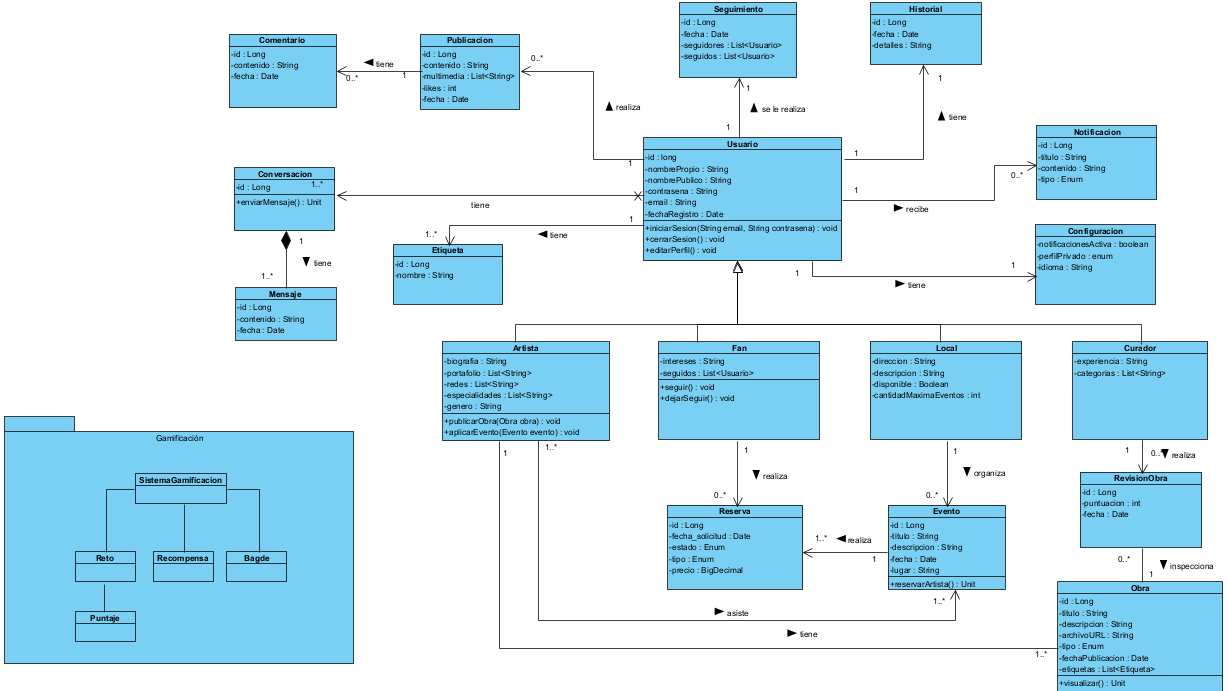 Seguimiento
-id : Long
-fecha : Date
-seguidores : List<Usuario>
-seguidos : List<Usuario>
Historial
-id : Long
-fecha : Date
-detalles : String
Comentario
-id : Long
-contenido : String
-fecha : Date
tiene
0..*
1
Publicacion
-id : Long
-contenido : String
-multimedia : List<String>
-likes : int
-fecha : Date
0..*
realiza
1
1
se le realiza
1
1
tiene
1
Notificacion
-id : Long
-titulo : String
-contenido : String
-tipo : Enum
0..*
recibe
1
Usuario
-id : long
-nombrePropio : String
-nombrePublico : String
-contrasena : String
-email : String
-fechaRegistro : Date
+iniciarSesion(String email, String contrasena) : void
+cerrarSesion() : void
+editarPerfil() : void
Conversacion
-id : Long
+enviarMensaje() : Unit
1..*
tiene
1
tiene
1..*
Mensaje
-id : Long
-contenido : String
-fecha : Date
1
tiene
1..*
Etiqueta
-id : Long
-nombre : String
Configuracion
-notificacionesActiva : boolean
-perfilPrivado : enum
-idioma : String
1
1
tiene
Artista
-biografia : String
-portafolio : List<String>
-redes : List<String>
-especialidades : List<String>
-genero : String
+publicarObra(Obra obra) : void
+aplicarEvento(Evento evento) : void
Fan
-intereses : String
-seguidos : List<Usuario>
+seguir() : void
+dejarSeguir() : void
Local
-direccion : String
-descripcion : String
-disponible : Boolean
-cantidadMaximaEventos : int
Curador
-experiencia : String
-categorias : List<String>
1
1..*
1
realiza
0..*
1
organiza
0..*
1
0..*
realiza
RevisionObra
-id : Long
-puntuacion : int
-fecha : Date
Reserva
-id : Long
-fecha_solicitud : Date
-estado : Enum
-tipo : Enum
-precio : BigDecimal
1..*
realiza
1
Evento
-id : Long
-titulo : String
-descripcion : String
-fecha : Date
-lugar : String
+reservarArtista() : Unit
1..*
asiste
tiene
1..*
0..*
1
inspecciona
Obra
-id : Long
-titulo : String
-descripcion : String
-archivoURL : String
-tipo : Enum
-fechaPublicacion : Date
-etiquetas : List<Etiqueta>
+visualizar() : Unit
Gamificación
SistemaGamificacion
Reto
Recompensa
Bagde
Puntaje